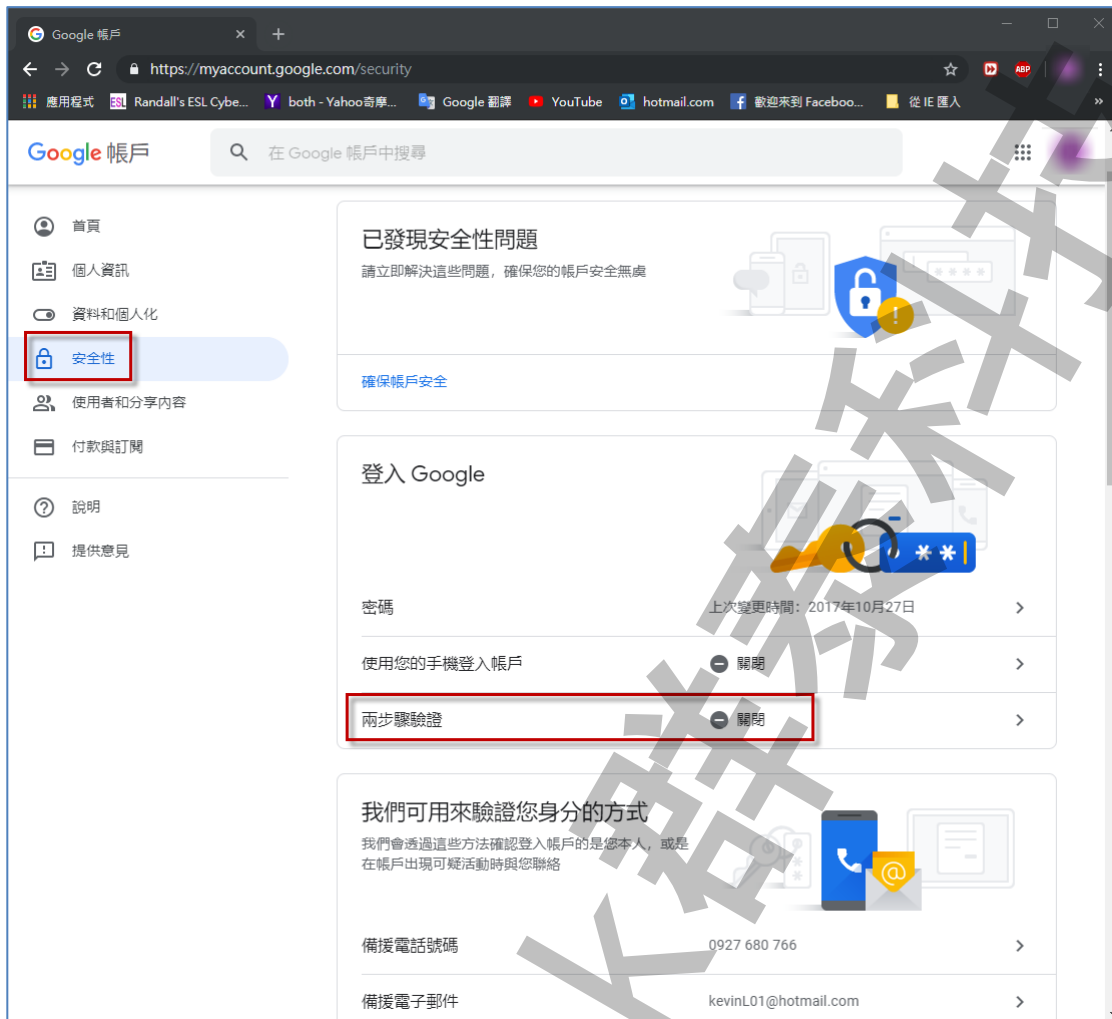 Google 帳戶
https://myaccount.google.com/security
ABP
應用程式 ESL Randall's ESL Cybe... Y both - Yahoo奇摩... Google 翻譯 YouTube hotmail.com 歡迎來到 Faceboo... 從 IE 匯入 »
Google 帳戶
在 Google 帳戶中搜尋
首頁
個人資訊
資料和個人化
安全性
使用者和分享內容
付款與訂閱
說明
提供意見
已發現安全性問題
請立即解決這些問題，確保您的帳戶安全無虞
確保帳戶安全
登入 Google
密碼 上次變更時間：2017年10月27日
使用您的手機登入帳戶 關閉
兩步驟驗證 關閉
我們可用來驗證您身分的方式
我們會透過這些方法確認登入帳戶的是您本人，或是
在帳戶出現可疑活動時與您聯絡
備援電話號碼 0927 680 766
備援電子郵件 kevinL01@hotmail.com